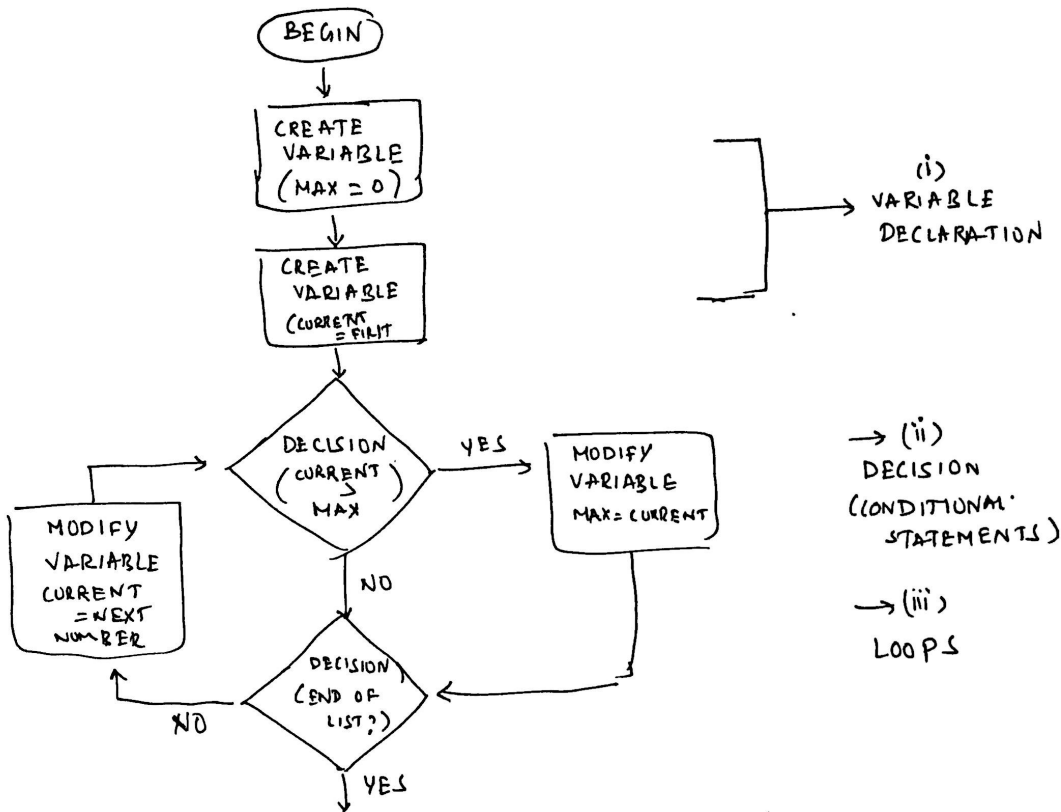 BEGIN
CREATE
VARIABLE
(MAX = 0)
CREATE
VARIABLE
(CURRENT
= FIRST
(i)
VARIABLE
DECLARATION
DECISION
(CURRENT
>
MAX)
YES
MODIFY
VARIABLE
MAX = CURRENT
NO
MODIFY
VARIABLE
CURRENT
= NEXT
NUMBER
DECISION
(END OF
LIST?)
NO
YES
→ (ii)
DECISION
(CONDITIONAL
STATEMENTS)
→ (iii)
LOOPS